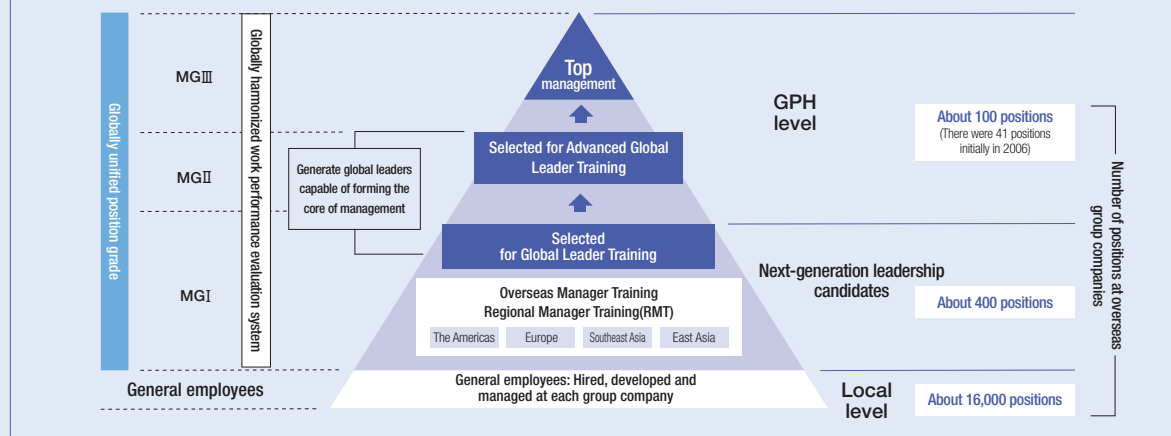 Globally unified position grade
MGⅢ
MGⅡ
MGⅠ
Globally harmonized work performance evaluation system
General employees
Generate global leaders
capable of forming the
core of management
Top
management
Selected for Advanced Global
Leader Training
Selected
for Global Leader Training
Overseas Manager Training
Regional Manager Training(RMT)
The Americas
Europe
Southeast Asia
East Asia
General employees: Hired, developed and
managed at each group company
GPH
level
Next-generation leadership
candidates
Local
level
About 100 positions
(There were 41 positions
initially in 2006)
About 400 positions
About 16,000 positions
Number of positions at overseas
group companies